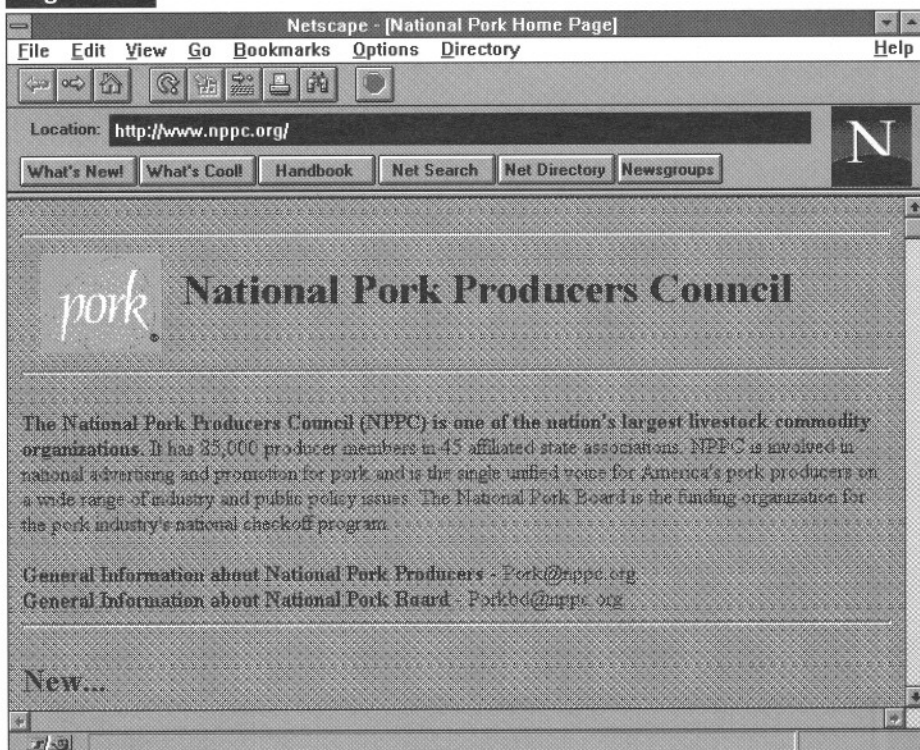 Netscape - [National Pork Home Page]
File Edit View Go Bookmarks Options Directory Help
Location: http://www.nppc.org/
N
What's New! What's Cool! Handbook Net Search Net Directory Newsgroups
pork
National Pork Producers Council
The National Pork Producers Council (NPPC) is one of the nation's largest livestock commodity
organizations. It has 85,000 producer members in 45 affiliated state associations. NPPC is involved in
national advertising and promotion for pork and is the single unified voice for America's pork producers on
a wide range of industry and public policy issues. The National Pork Board is the funding organization for
the pork industry's national checkoff program.
General Information about National Pork Producers - Pork@nppc.org
General Information about National Pork Board - Porkbd@nppc.org
New...